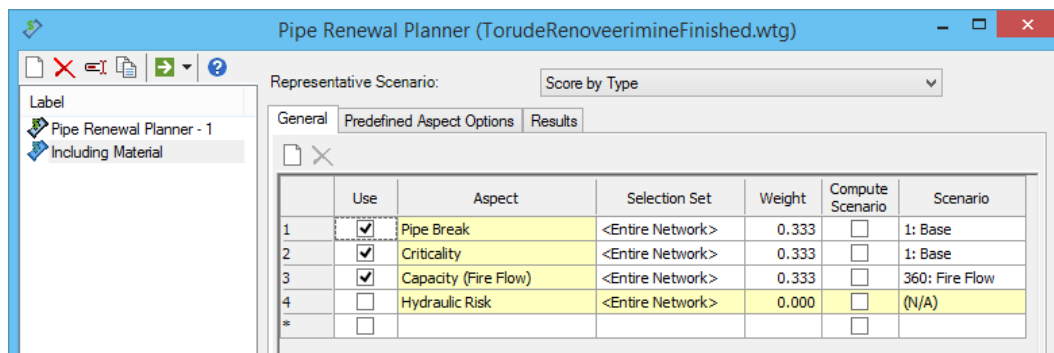 Pipe Renewal Planner (TorudeRenoveerimineFinished.wtg)
Representative Scenario: Score by Type
Label
Pipe Renewal Planner - 1
Including Material
General Predefined Aspect Options Results
Use Aspect Selection Set Weight Compute Scenario Scenario
1 Pipe Break <Entire Network> 0.333 1: Base
2 Criticality <Entire Network> 0.333 1: Base
3 Capacity (Fire Flow) <Entire Network> 0.333 360: Fire Flow
4 Hydraulic Risk <Entire Network> 0.000 (N/A)
*